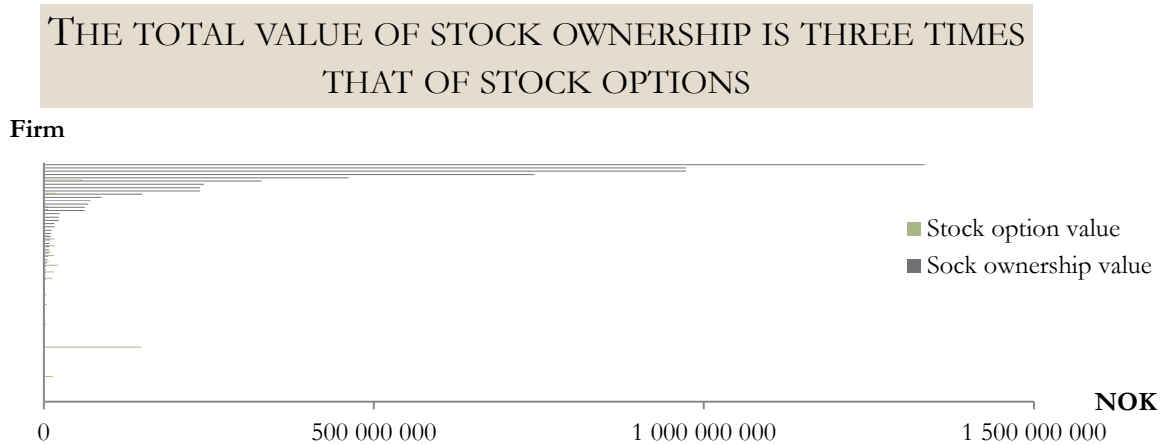 THE TOTAL VALUE OF STOCK OWNERSHIP IS THREE TIMES
THAT OF STOCK OPTIONS
Firm
Stock option value
Sock ownership value
NOK
0
500 000 000
1 000 000 000
1 500 000 000